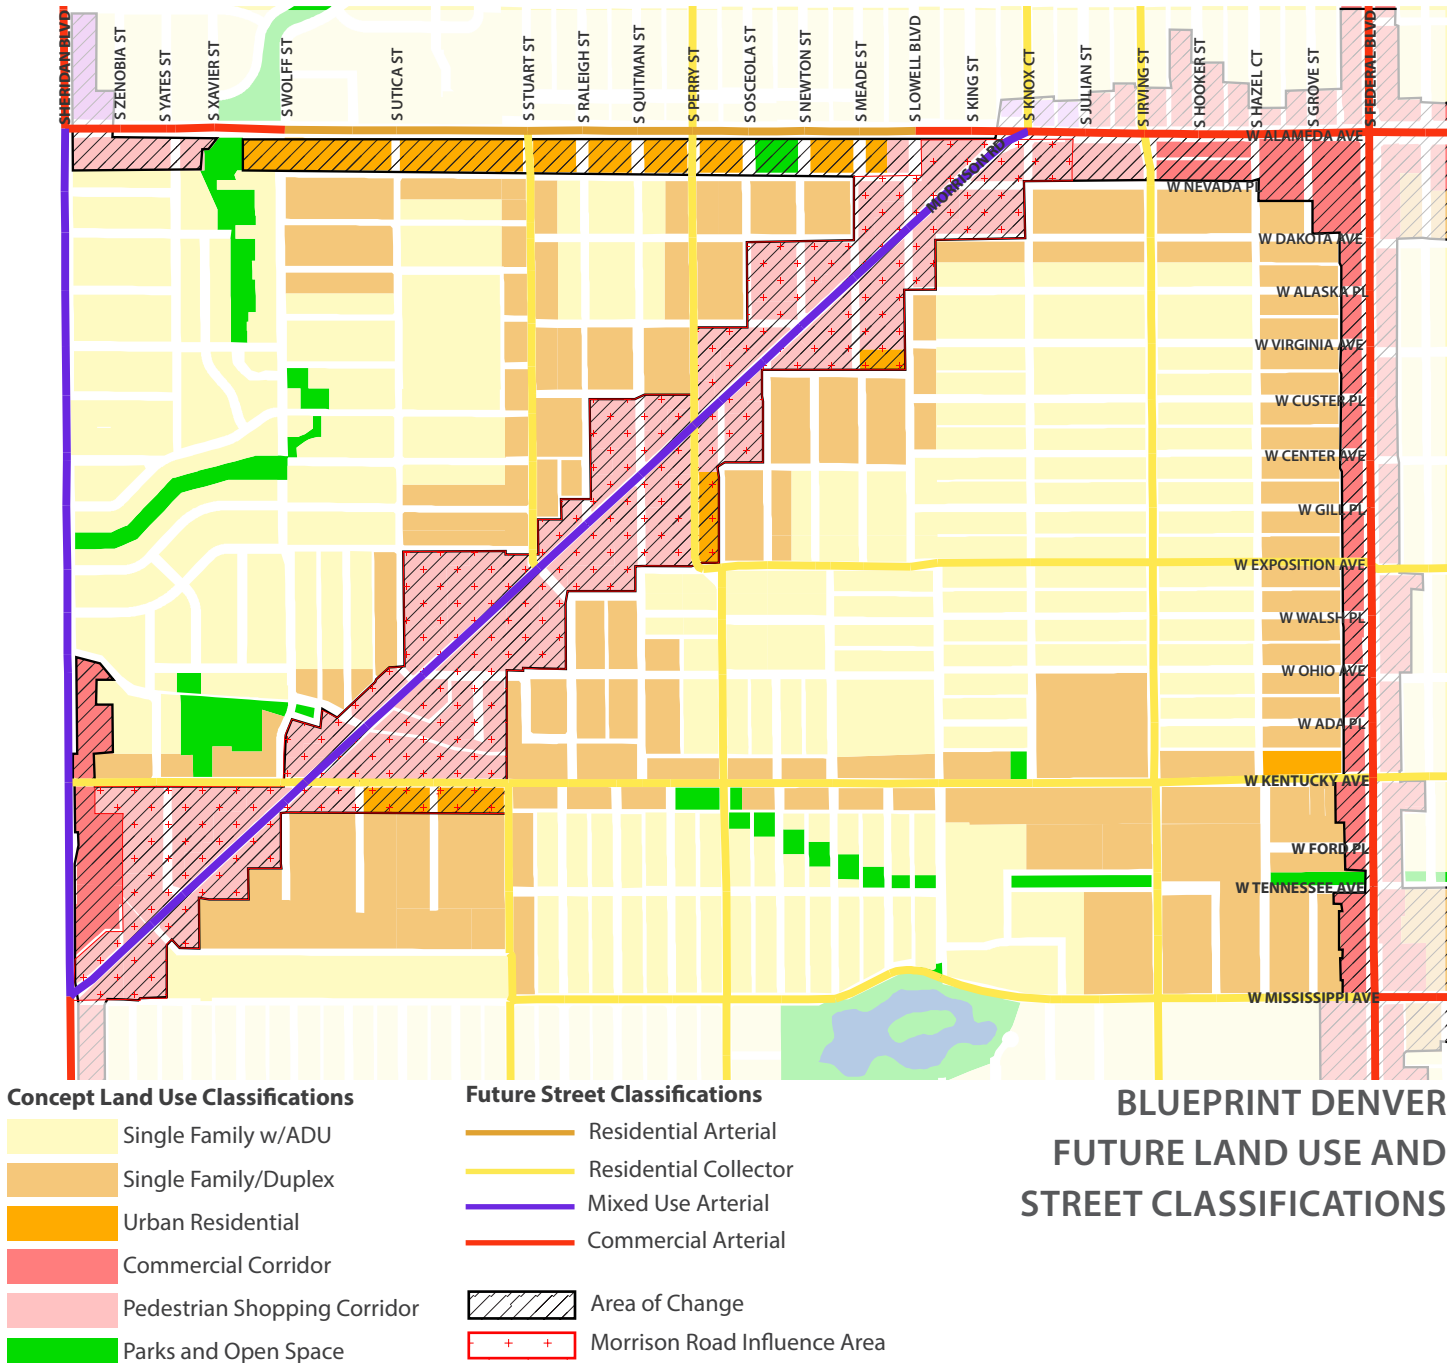 SHERIDAN BLVD
S ZENOBIA ST
S YATES ST
S XAVIER ST
S WOLFF ST
S UTICA ST
S STUART ST
S RALEIGH ST
S QUITMAN ST
S PERRY ST
S OSCEOLA ST
S NEWTON ST
S MEADE ST
S LOWELL BLVD
S KING ST
S KNOX CT
S JULIAN ST
S IRVING ST
S HOOKER ST
S HAZEL CT
S GROVE ST
S FEDERAL BLVD
W ALAMEDA AVE
MORRISON RD
W NEVADA PL
W DAKOTA AVE
W ALASKA PL
W VIRGINIA AVE
W CUSTER PL
W CENTER AVE
W GILL PL
W EXPOSITION AVE
W WALSH PL
W OHIO AVE
W ADA PL
W KENTUCKY AVE
W FORD PL
W TENNESSEE AVE
W MISSISSIPPI AVE
Concept Land Use Classifications
Single Family w/ADU
Single Family/Duplex
Urban Residential
Commercial Corridor
Pedestrian Shopping Corridor
Parks and Open Space
Future Street Classifications
Residential Arterial
Residential Collector
Mixed Use Arterial
Commercial Arterial
Area of Change
Morrison Road Influence Area
BLUEPRINT DENVER
FUTURE LAND USE AND
STREET CLASSIFICATIONS